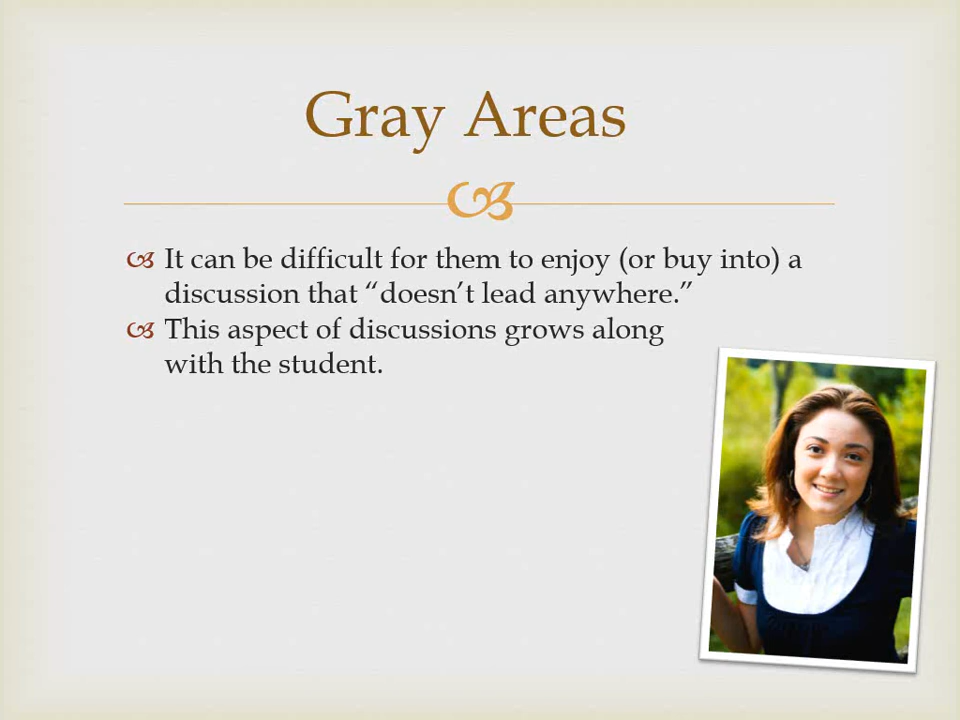 Gray Areas
It can be difficult for them to enjoy (or buy into) a
discussion that “doesn’t lead anywhere.”
This aspect of discussions grows along
with the student.